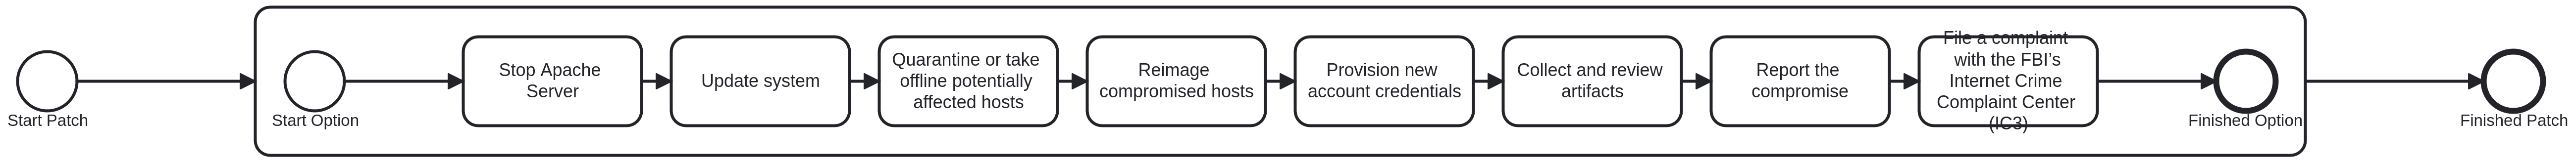 Start Patch
Start Option
Stop Apache
Server
Update system
Quarantine or take
offline potentially
affected hosts
Reimage
compromised hosts
Provision new
account credentials
Collect and review
artifacts
Report the
compromise
File a complaint
with the FBI’s
Internet Crime
Complaint Center
(IC3)
Finished Option
Finished Patch